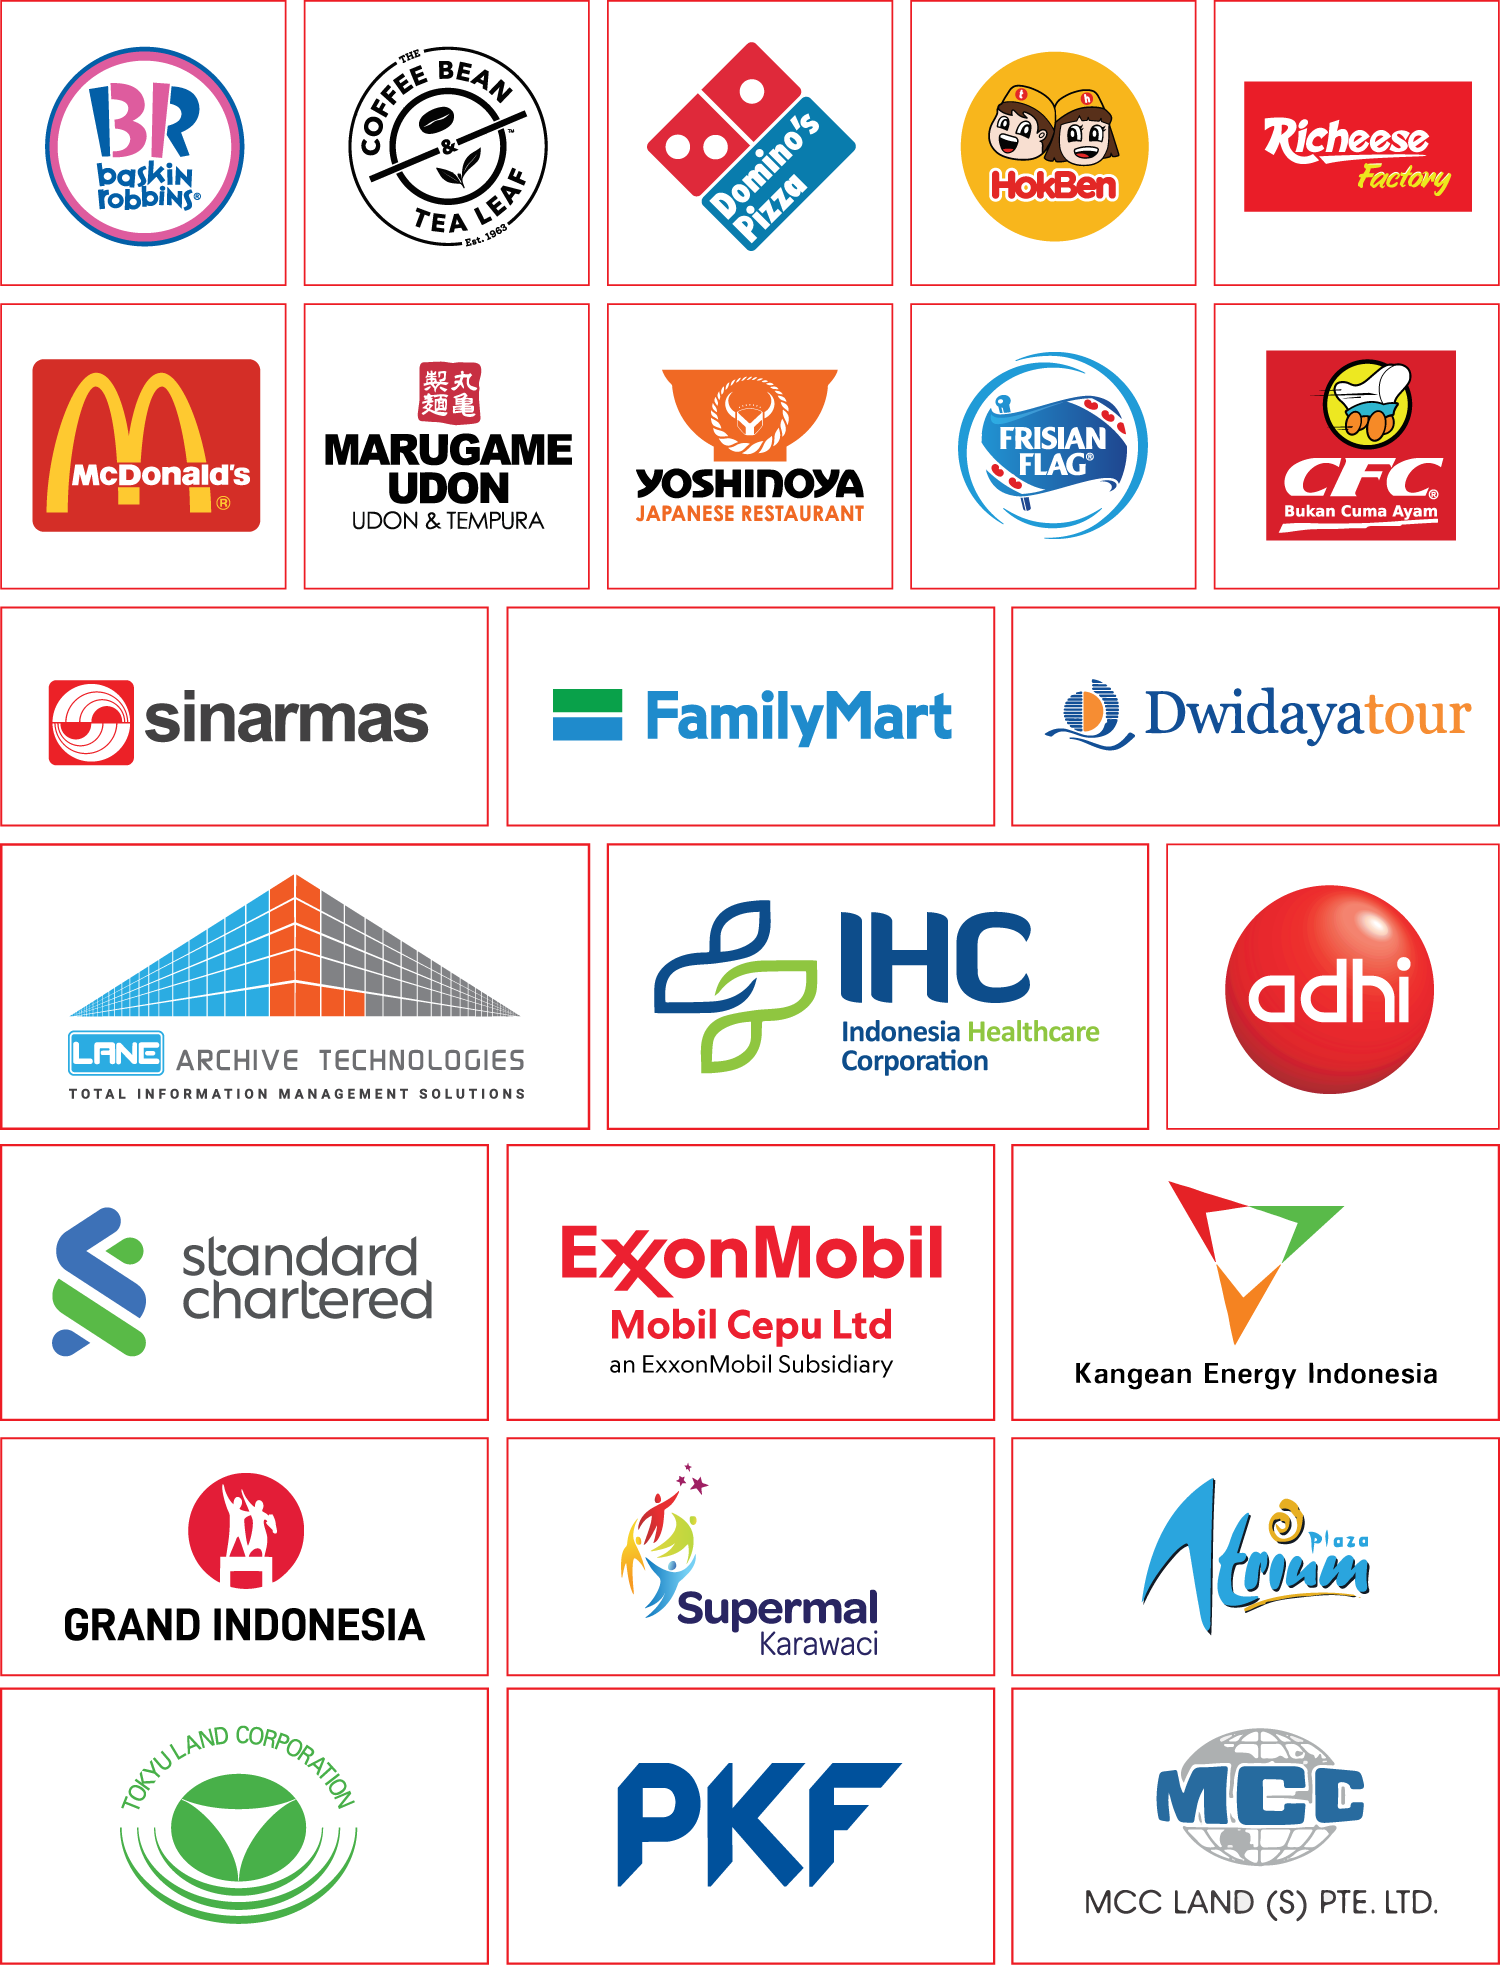 BR
baskin
robbins®
THE
COFFEE BEAN
&
™
TEA LEAF
Est. 1963
Domino's
Pizza
t h
HokBen
Richeese
Factory
McDonald's
®
製丸
麺亀
MARUGAME
UDON
UDON & TEMPURA
YOSHINOYA
JAPANESE RESTAURANT
FRISIAN
FLAG®
CFC®
Bukan Cuma Ayam
sinarmas
FamilyMart
Dwidayatour
LANE ARCHIVE TECHNOLOGIES
TOTAL INFORMATION MANAGEMENT SOLUTIONS
IHC
Indonesia Healthcare
Corporation
adhi
standard
chartered
ExxonMobil
Mobil Cepu Ltd
an ExxonMobil Subsidiary
Kangean Energy Indonesia
GRAND INDONESIA
Supermal
Karawaci
Plaza
Atrium
TOKYU LAND CORPORATION
PKF
MCC
MCC LAND (S) PTE. LTD.